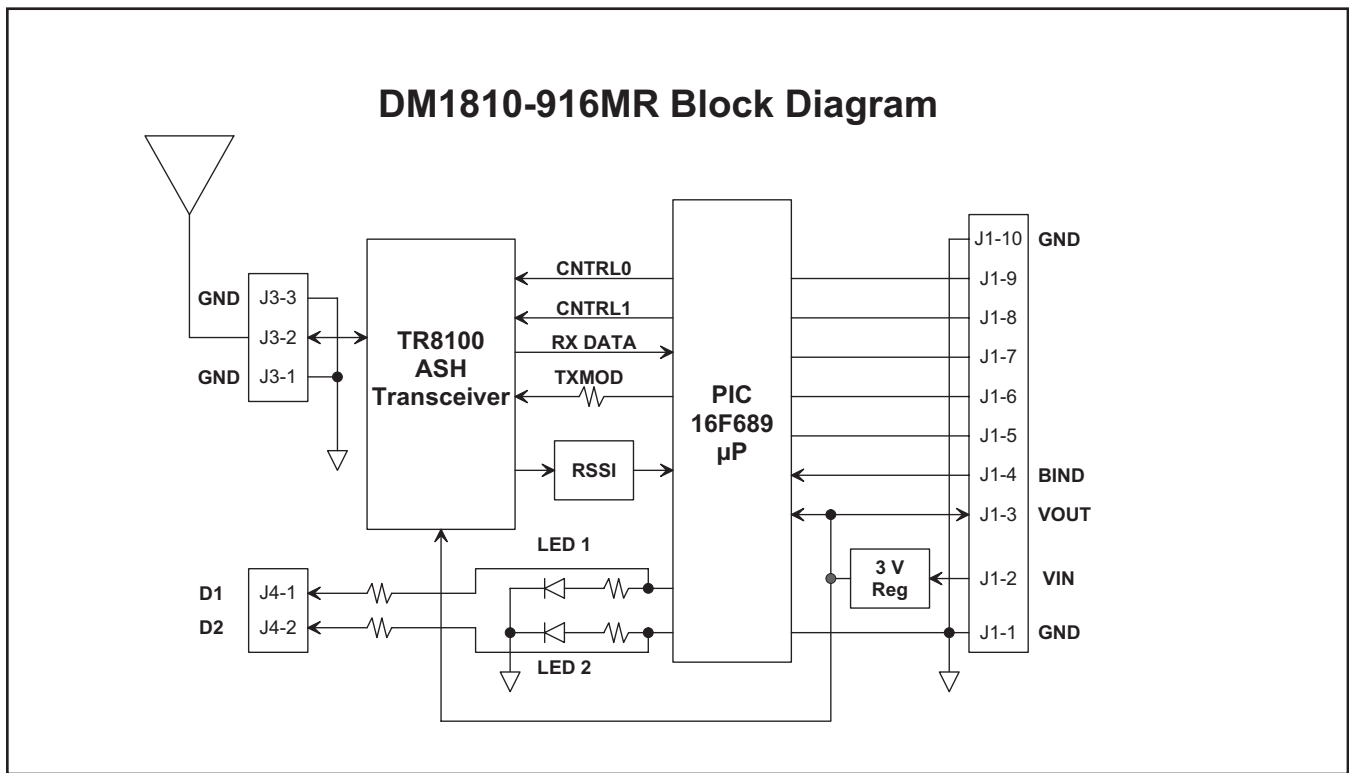 DM1810-916MR Block Diagram
GND
J3-3
J3-2
GND
J3-1
TR8100
ASH
Transceiver
CNTRL0
CNTRL1
RX DATA
TXMOD
RSSI
PIC
16F689
µP
J1-10
GND
J1-9
J1-8
J1-7
J1-6
J1-5
J1-4
BIND
J1-3
VOUT
3 V
Reg
J1-2
VIN
J1-1
GND
LED 1
D1
J4-1
D2
J4-2
LED 2